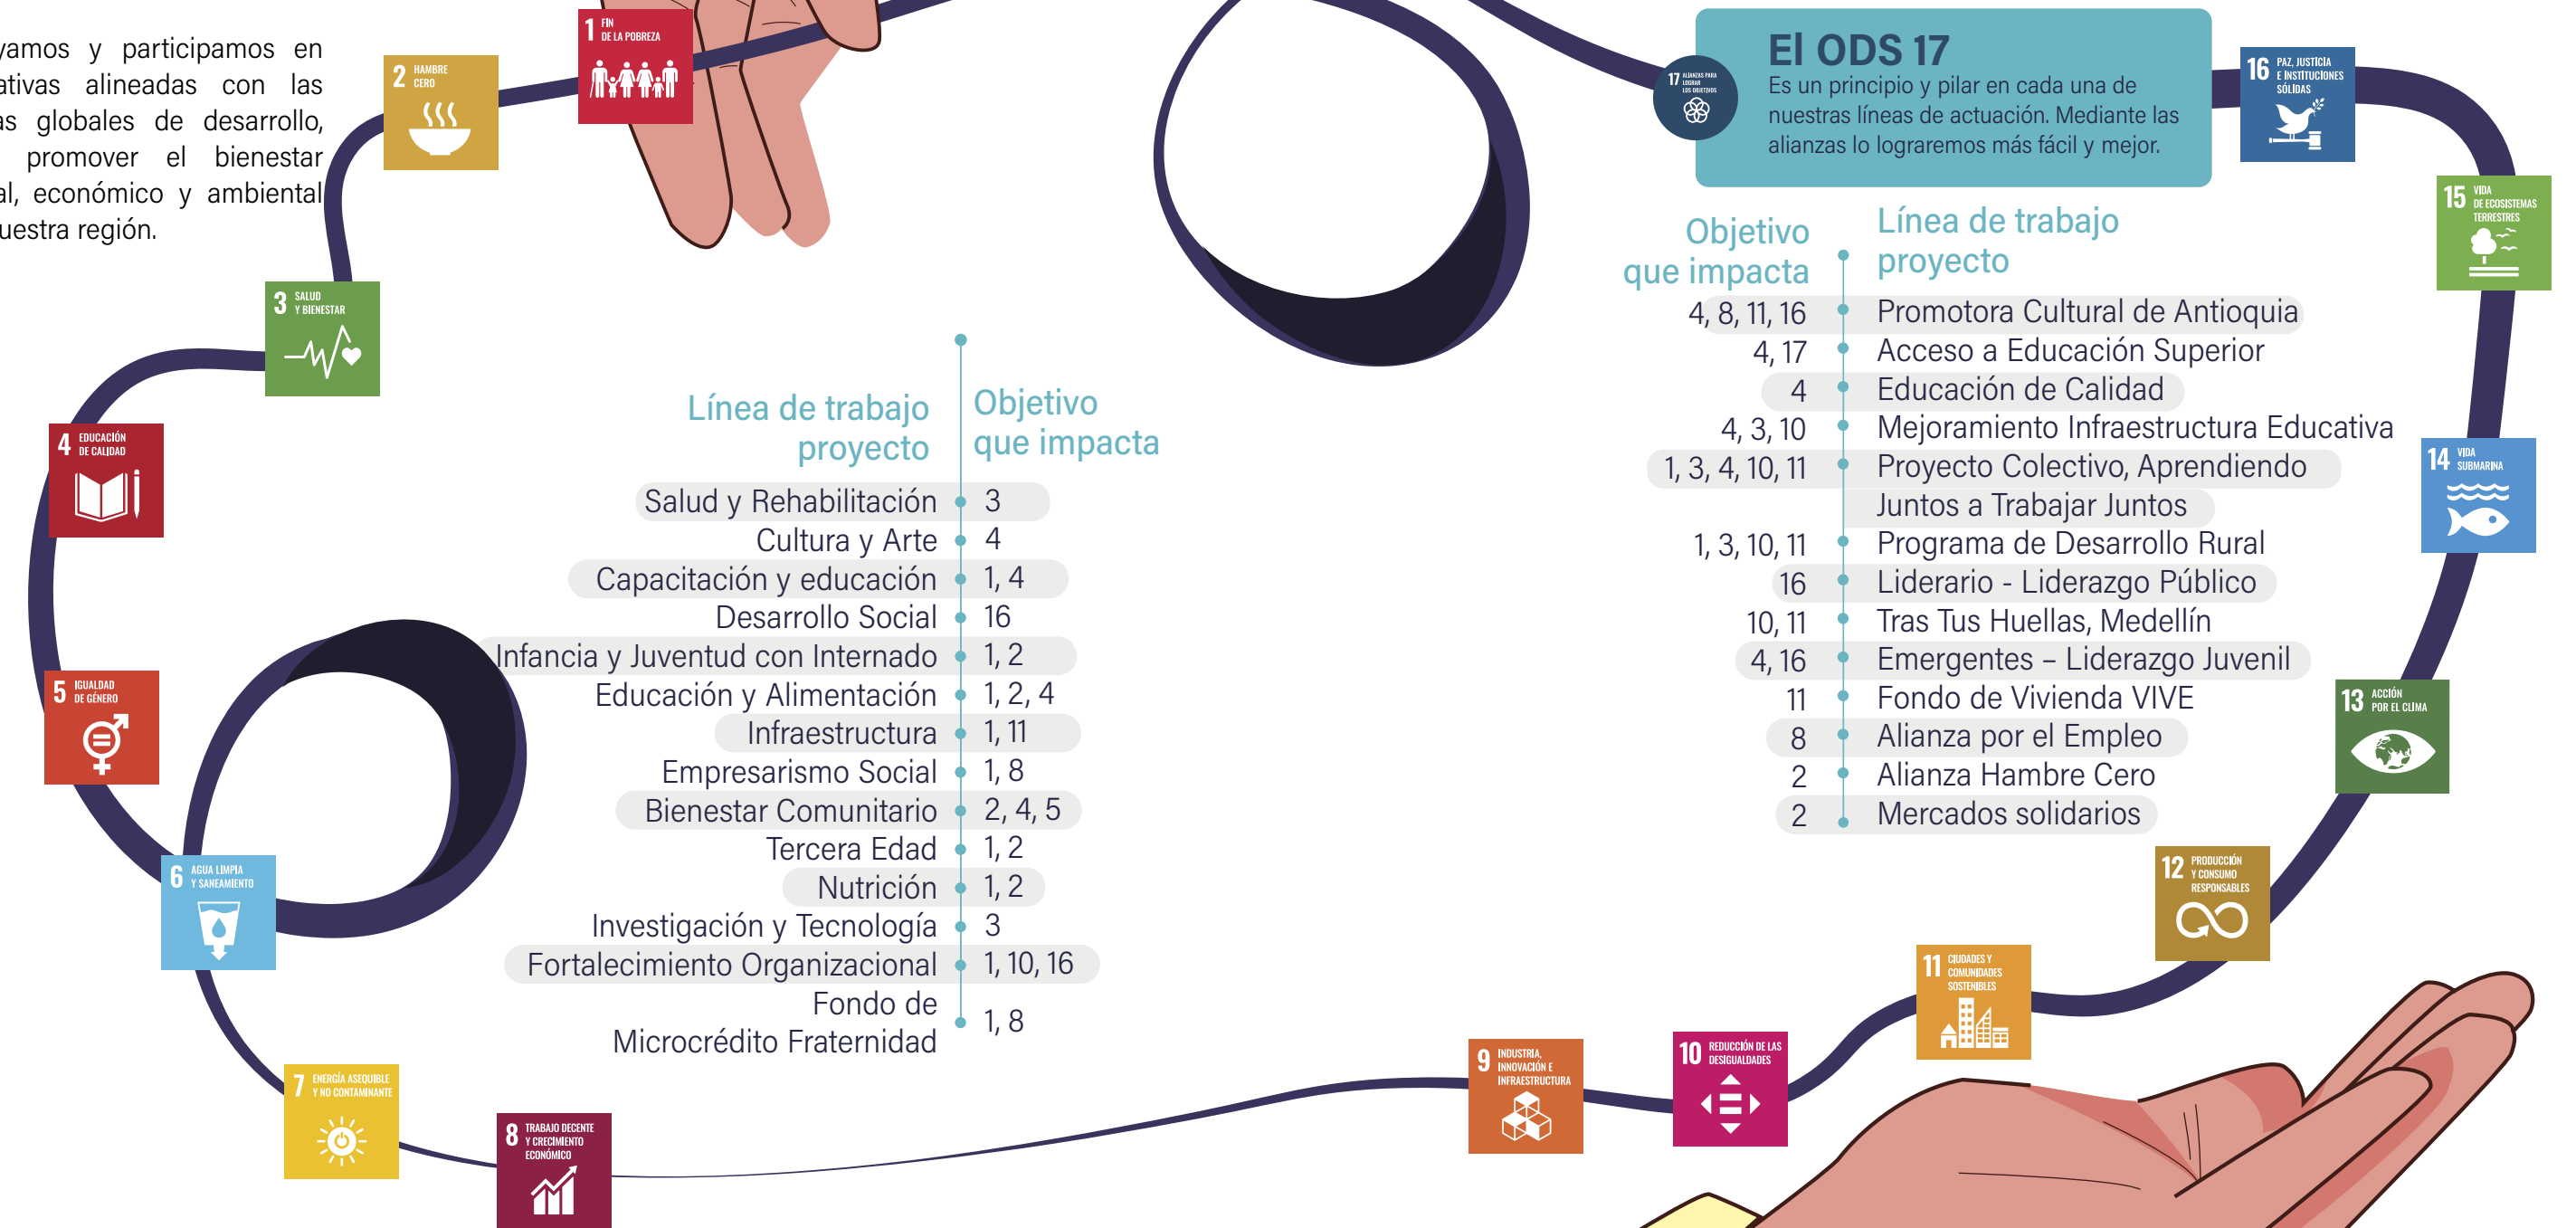 yamos y participamos en
ativas alineadas con las
as globales de desarrollo,
promover el bienestar
al, económico y ambiental
uestra región.
1 FIN
DE LA POBREZA
2 HAMBRE
CERO
3 SALUD
Y BIENESTAR
4 EDUCACIÓN
DE CALIDAD
5 IGUALDAD
DE GÉNERO
6 AGUA LIMPIA
Y SANEAMIENTO
7 ENERGÍA ASEQUIBLE
Y NO CONTAMINANTE
8 TRABAJO DECENTE
Y CRECIMIENTO
ECONÓMICO
Línea de trabajo
proyecto
Objetivo
que impacta
Salud y Rehabilitación 3
Cultura y Arte 4
Capacitación y educación 1, 4
Desarrollo Social 16
Infancia y Juventud con Internado 1, 2
Educación y Alimentación 1, 2, 4
Infraestructura 1, 11
Empresarismo Social 1, 8
Bienestar Comunitario 2, 4, 5
Tercera Edad 1, 2
Nutrición 1, 2
Investigación y Tecnología 3
Fortalecimiento Organizacional 1, 10, 16
Fondo de
Microcrédito Fraternidad 1, 8
17 ALIANZAS PARA
LOGRAR
LOS OBJETIVOS
El ODS 17
Es un principio y pilar en cada una de
nuestras líneas de actuación. Mediante las
alianzas lo lograremos más fácil y mejor.
Objetivo
que impacta
Línea de trabajo
proyecto
4, 8, 11, 16 Promotora Cultural de Antioquia
4, 17 Acceso a Educación Superior
4 Educación de Calidad
4, 3, 10 Mejoramiento Infraestructura Educativa
1, 3, 4, 10, 11 Proyecto Colectivo, Aprendiendo
Juntos a Trabajar Juntos
1, 3, 10, 11 Programa de Desarrollo Rural
16 Liderario - Liderazgo Público
10, 11 Tras Tus Huellas, Medellín
4, 16 Emergentes – Liderazgo Juvenil
11 Fondo de Vivienda VIVE
8 Alianza por el Empleo
2 Alianza Hambre Cero
2 Mercados solidarios
16 PAZ, JUSTICIA
E INSTITUCIONES
SÓLIDAS
15 VIDA
DE ECOSISTEMAS
TERRESTRES
14 VIDA
SUBMARINA
13 ACCIÓN
POR EL CLIMA
12 PRODUCCIÓN
Y CONSUMO
RESPONSABLES
11 CIUDADES Y
COMUNIDADES
SOSTENIBLES
10 REDUCCIÓN DE LAS
DESIGUALDADES
9 INDUSTRIA,
INNOVACIÓN E
INFRAESTRUCTURA